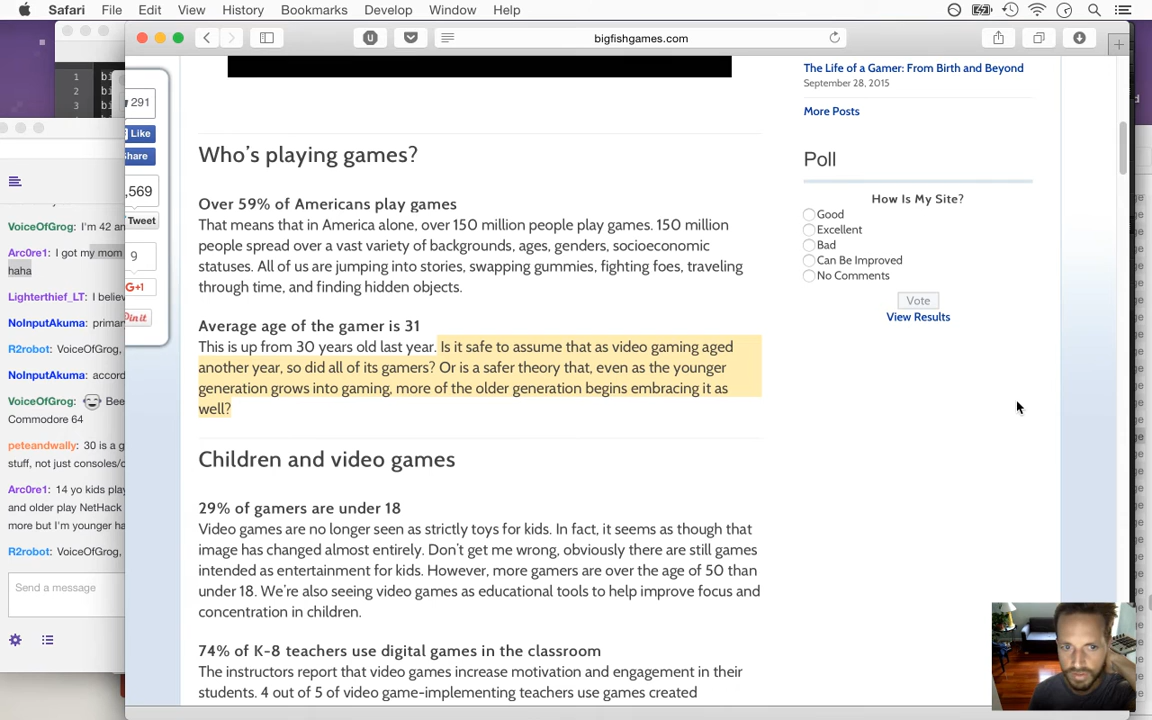 Safari File Edit View History Bookmarks Develop Window Help
bigfishgames.com
1
2
3
291
Like
hare
,569
Tweet
9
G+1
in it
VoiceOfGrog: I'm 42 an
Arc0re1: I got my mom
haha
Lighterthief_LT: I believ
NoInputAkuma: primar
R2robot: VoiceOfGrog,
NoInputAkuma: accord
VoiceOfGrog: Bee
Commodore 64
peteandwally: 30 is a g
stuff, not just consoles/c
Arc0re1: 14 yo kids play
and older play NetHack
more but I'm younger ha
R2robot: VoiceOfGrog,
Send a message
Who's playing games?
Over 59% of Americans play games
That means that in America alone, over 150 million people play games. 150 million
people spread over a vast variety of backgrounds, ages, genders, socioeconomic
statuses. All of us are jumping into stories, swapping gummies, fighting foes, traveling
through time, and finding hidden objects.
Average age of the gamer is 31
This is up from 30 years old last year. Is it safe to assume that as video gaming aged
another year, so did all of its gamers? Or is a safer theory that, even as the younger
generation grows into gaming, more of the older generation begins embracing it as
well?
Children and video games
29% of gamers are under 18
Video games are no longer seen as strictly toys for kids. In fact, it seems as though that
image has changed almost entirely. Don't get me wrong, obviously there are still games
intended as entertainment for kids. However, more gamers are over the age of 50 than
under 18. We're also seeing video games as educational tools to help improve focus and
concentration in children.
74% of K-8 teachers use digital games in the classroom
The instructors report that video games increase motivation and engagement in their
students. 4 out of 5 of video game-implementing teachers use games created
The Life of a Gamer: From Birth and Beyond
September 28, 2015
More Posts
Poll
How Is My Site?
Good
Excellent
Bad
Can Be Improved
No Comments
Vote
View Results